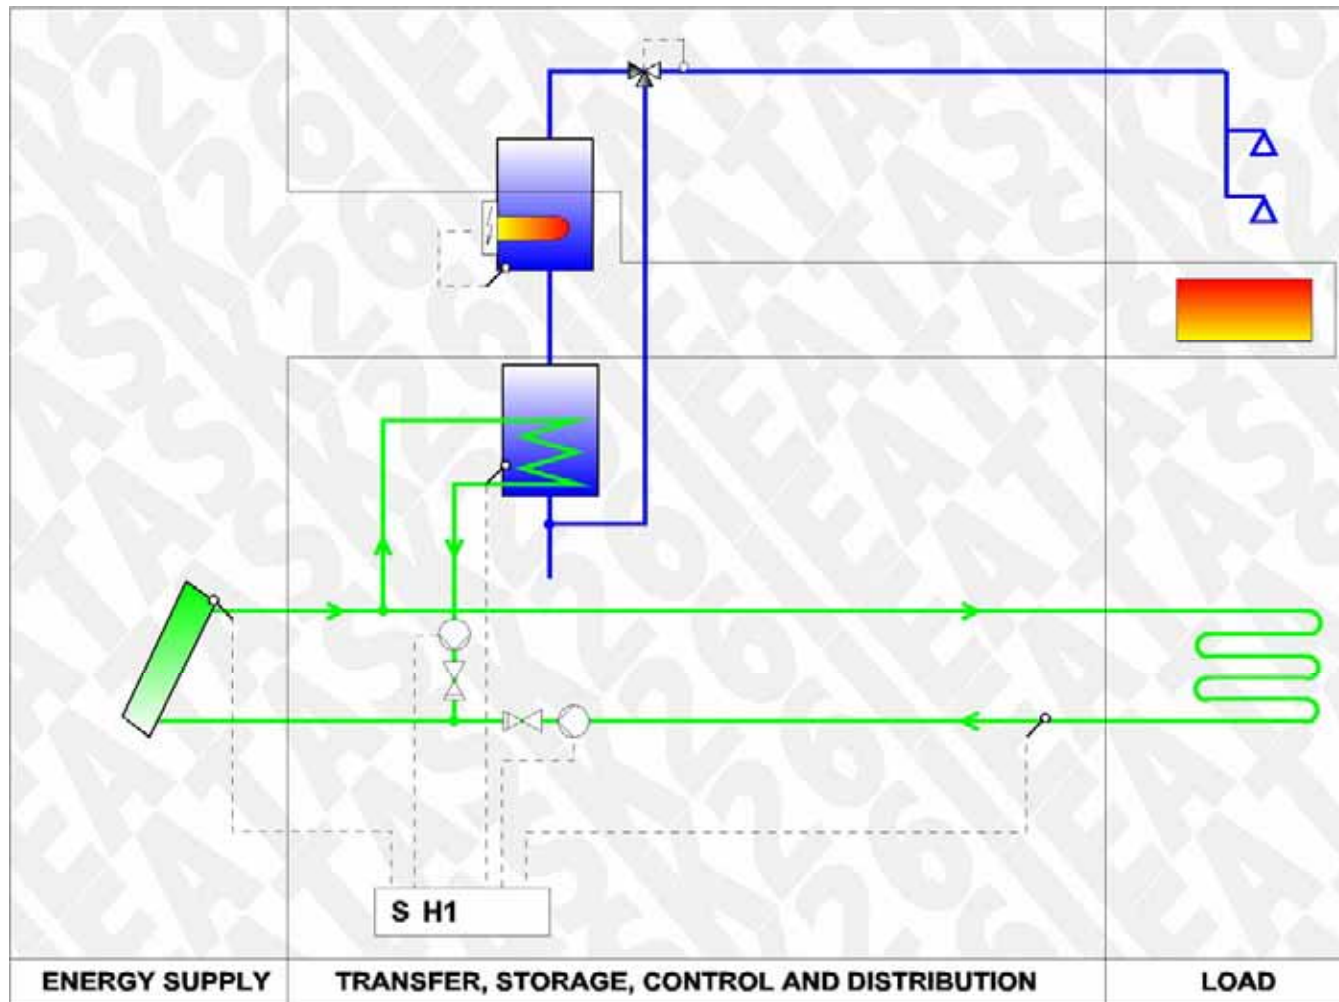 S H1
ENERGY SUPPLY
TRANSFER, STORAGE, CONTROL AND DISTRIBUTION
LOAD